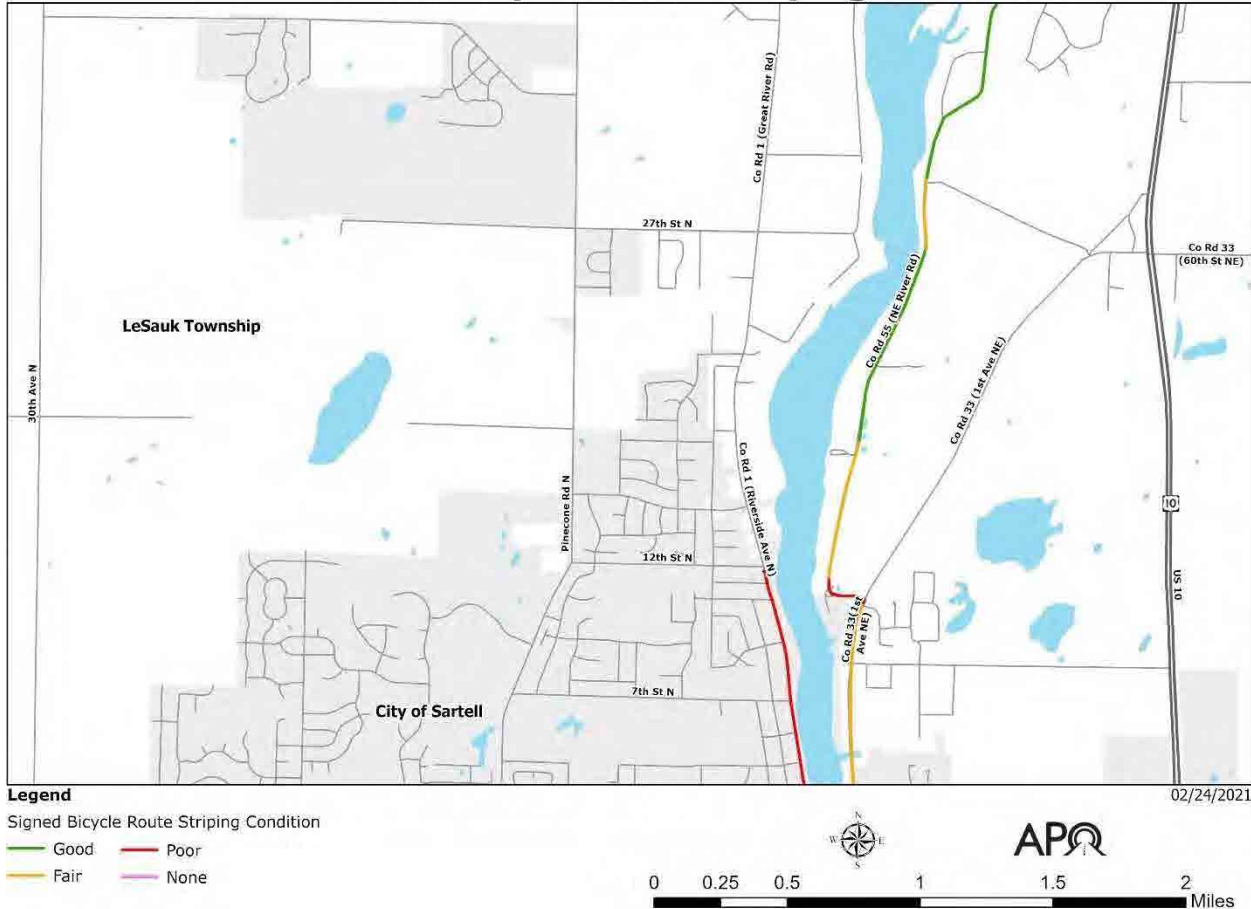 Co Rd 1 (Great River Rd)
27th St N
Co Rd 33
(60th St NE)
Co Rd 55 (NE River Rd)
LeSauk Township
30th Ave N
Co Rd 33 (1st Ave NE)
Co Rd 1 (Riverside Ave N)
Pinecone Rd N
10
12th St N
US 10
Co Rd 33(1st
Ave NE)
7th St N
City of Sartell
Legend
02/24/2021
Signed Bicycle Route Striping Condition
Good
Poor
Fair
None
N
W
E
S
APO
0 0.25 0.5 1 1.5 2
Miles